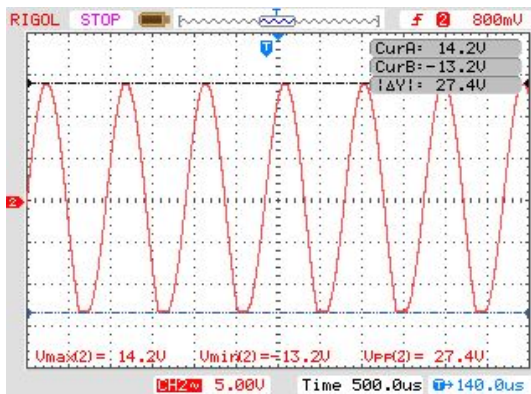 RIGOL STOP T f 2 800mV
T
CurA: 14.2V
CurB:-13.2V
|ΔY|: 27.4V
2
Vmax(2)= 14.2V Vmin(2)=-13.2V Vpp(2)= 27.4V
CH2~ 5.00V Time 500.0us T→140.0us